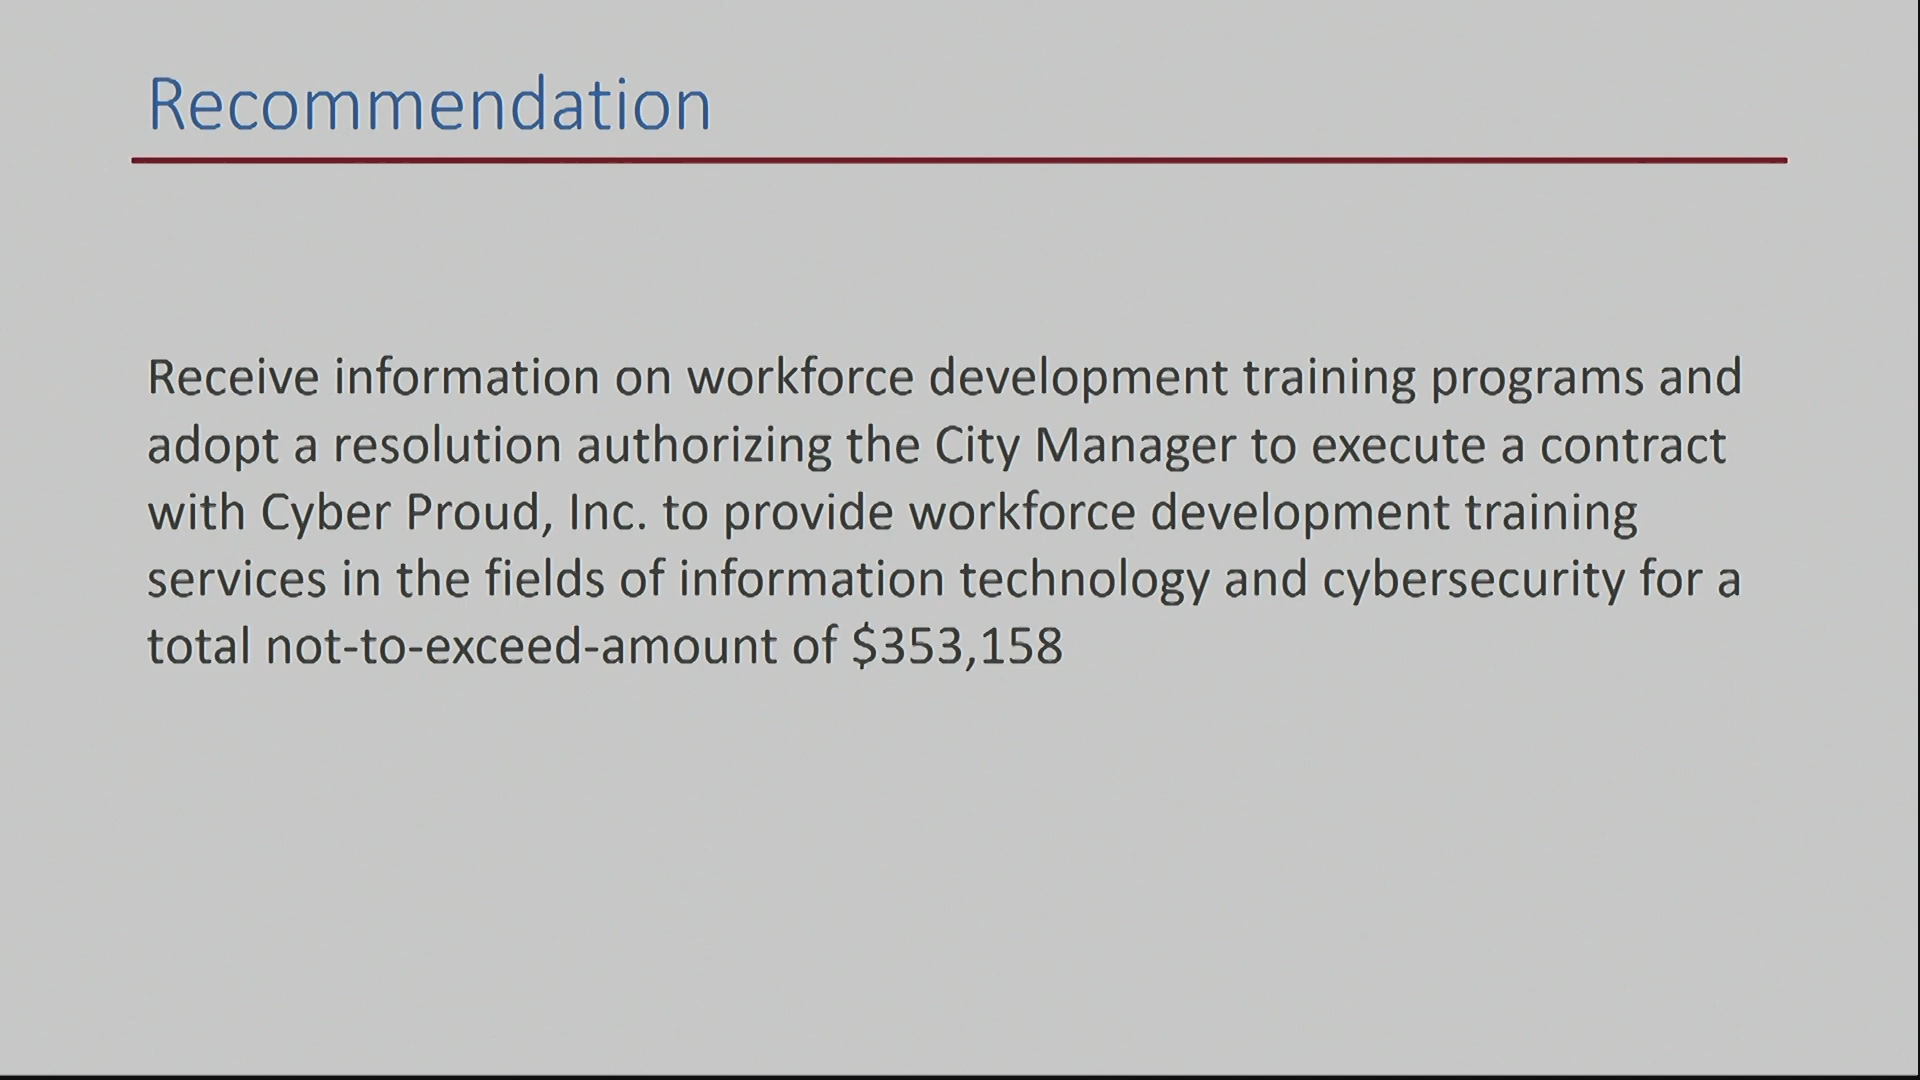 Recommendation
Receive information on workforce development training programs and
adopt a resolution authorizing the City Manager to execute a contract
with Cyber Proud, Inc. to provide workforce development training
services in the fields of information technology and cybersecurity for a
total not-to-exceed-amount of $353,158